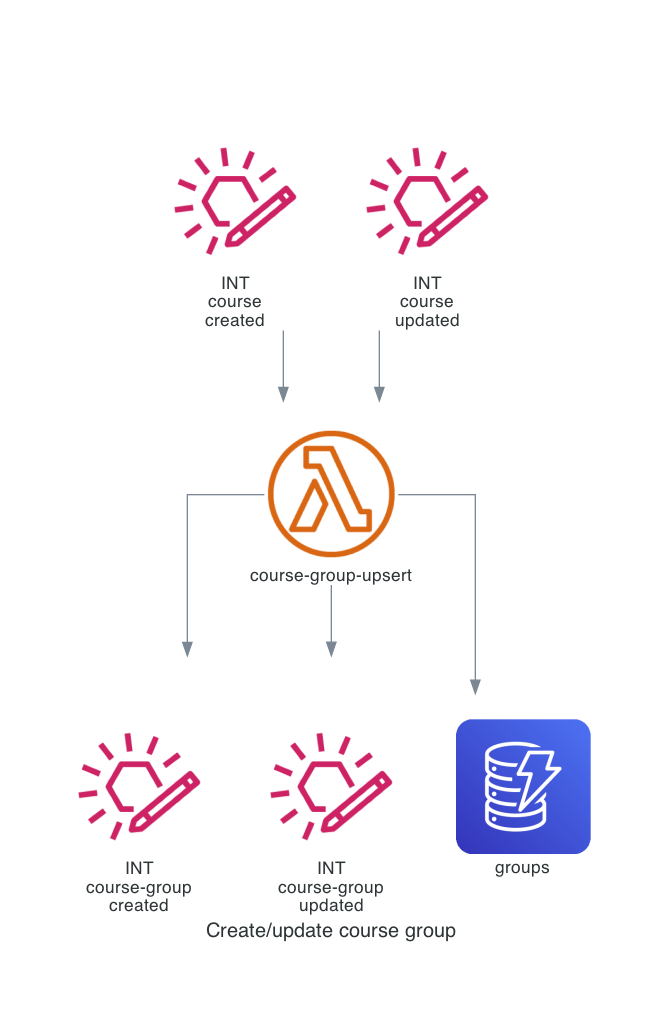 INT
course
created
INT
course
updated
course-group-upsert
INT
course-group
created
INT
course-group
updated
groups
Create/update course group